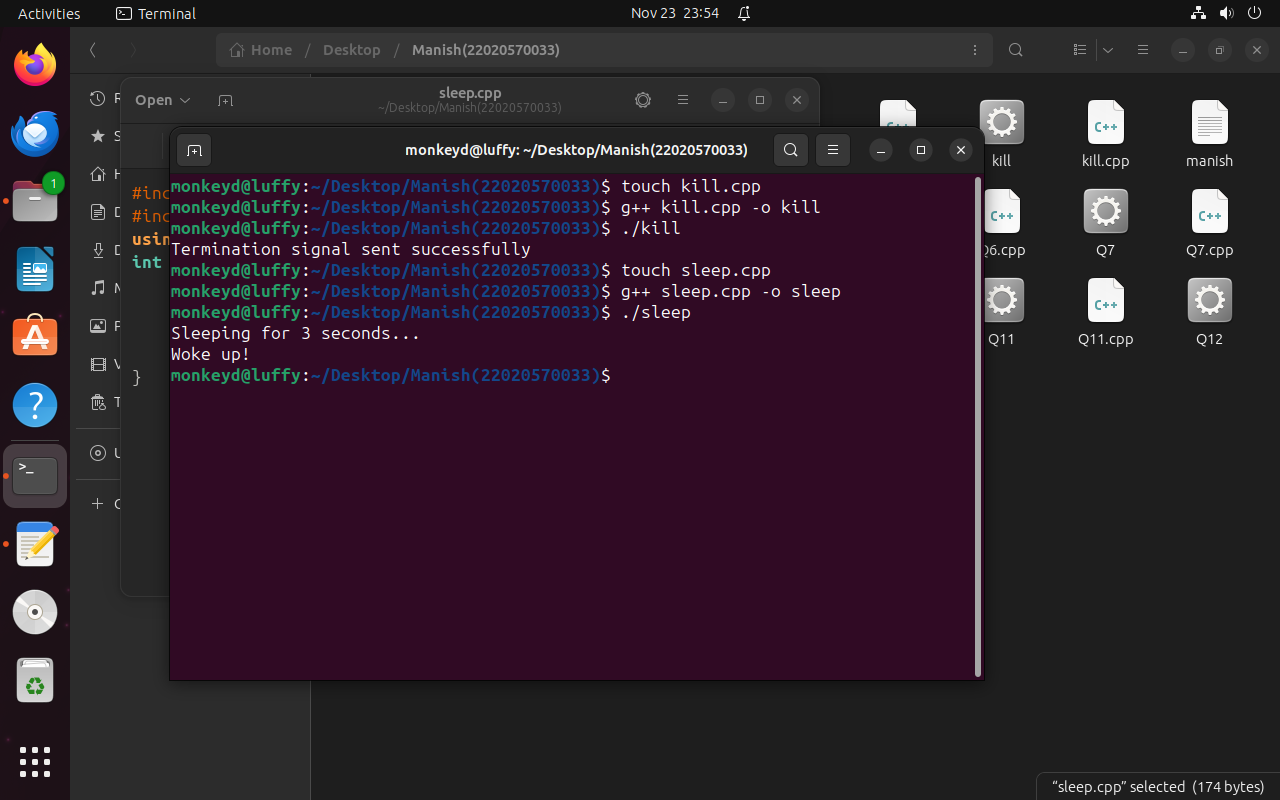 Activities Terminal Nov 23 23:54
Home / Desktop / Manish(22020570033)
Open sleep.cpp
~/Desktop/Manish(22020570033)
monkeyd@luffy: ~/Desktop/Manish(22020570033)
monkeyd@luffy:~/Desktop/Manish(22020570033)$ touch kill.cpp
monkeyd@luffy:~/Desktop/Manish(22020570033)$ g++ kill.cpp -o kill
monkeyd@luffy:~/Desktop/Manish(22020570033)$ ./kill
Termination signal sent successfully
monkeyd@luffy:~/Desktop/Manish(22020570033)$ touch sleep.cpp
monkeyd@luffy:~/Desktop/Manish(22020570033)$ g++ sleep.cpp -o sleep
monkeyd@luffy:~/Desktop/Manish(22020570033)$ ./sleep
Sleeping for 3 seconds...
Woke up!
monkeyd@luffy:~/Desktop/Manish(22020570033)$
int
}
C++ C++
kill kill.cpp manish
C++ C++
Q6.cpp Q7 Q7.cpp
C++
Q11 Q11.cpp Q12
1
“sleep.cpp” selected (174 bytes)